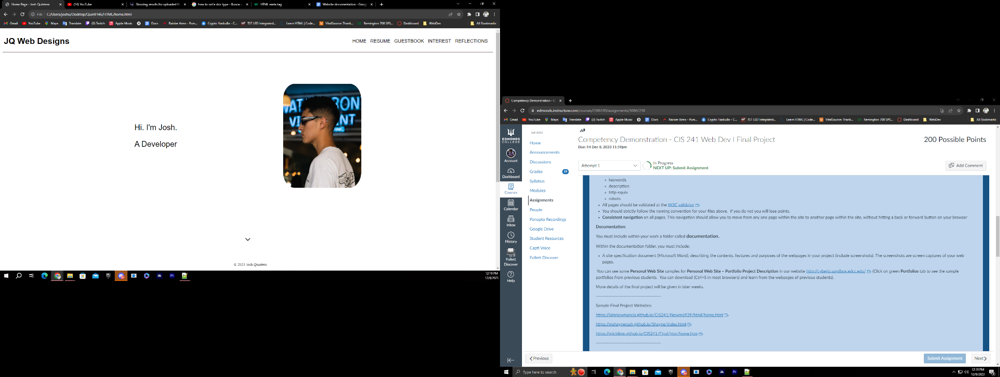 Home Page - Josh Quintero
(16) YouTube
Showing results for uploaded fil
how to wrtie doc type - Buscar
HTML meta tag
Website documentation - Goog
File C:/Users/joshu/Desktop/Quin9146/HTML/home.html
Gmail YouTube Maps Translate (3) Twitch Apple Music Docs Rainier Arms - Purs... Crypto Hasbulla - C... TST LED Integrated... Learn HTML | Code... VitalSource: Thank... Remington 700 SPS... Dashboard WebDev All Bookmarks
JQ Web Designs
HOME RESUME GUESTBOOK INTEREST REFLECTIONS
Hi. I'm Josh.
A Developer
© 2023 Josh Quintero
12:19 PM
12/8/2023
Competency Demonstration - C
edmonds.instructure.com/courses/2386109/assignments/30862238
Gmail YouTube Maps Translate (3) Twitch Apple Music Docs Rainier Arms - Purs... Crypto Hasbulla - C... TST LED Integrated... Learn HTML | Code... VitalSource: Thank... Remington 700 SPS... Dashboard WebDev All Bookmarks
EDMONDS
COLLEGE
Account
Dashboard
Courses
Calendar
Inbox
History
Follett
Discover
Help
Fall 2023
Home
Announcements
Discussions
Grades 19
Syllabus
Modules
Assignments
People
Panopto Recordings
Google Drive
Student Resources
Capti Voice
Follett Discover
Competency Demonstration - CIS 241 Web Dev I Final Project
200 Possible Points
Due: Fri Dec 8, 2023 11:59pm
Attempt 1
In Progress
NEXT UP: Submit Assignment
Add Comment
keywords
description
http-equiv
robots
All pages should be validated at the W3C validator
You should strictly follow the naming convention for your files above. If you do not you will lose points.
Consistent navigation on all pages. This navigation should allow you to move from any one page within the site to another page within the site, without hitting a back or forward button on your browser
Documentation:
You must include within your work a folder called documentation.
Within the documentation folder, you must include:
A site specification document (Microsoft Word), describing the contents, features and purposes of the webpages in your project (include screenshots). The screenshots are screen captures of your web
pages.
You can see some Personal Web Site samples for Personal Web Site – Portfolio Project Description in our website http://cyberia.sandbox.edcc.edu/ (Click on green Portfolios tab to see the sample
portfolios from previous students. You can download (Ctrl+S in most browsers) and learn from the webpages of previous students).
More details of the final project will be given in later weeks.
------------------------------------------
Sample Final Project Websites:
https://kimnewmancis.github.io/CIS241/Newm6939/html/home.html
https://mshaynerush.github.io/Shayne/index.html
https://mickilmp.github.io/CIS241/Final/htm/home.htm
------------------------------------------
Previous
Submit Assignment
Next
Type here to search
12:19 PM
12/8/2023